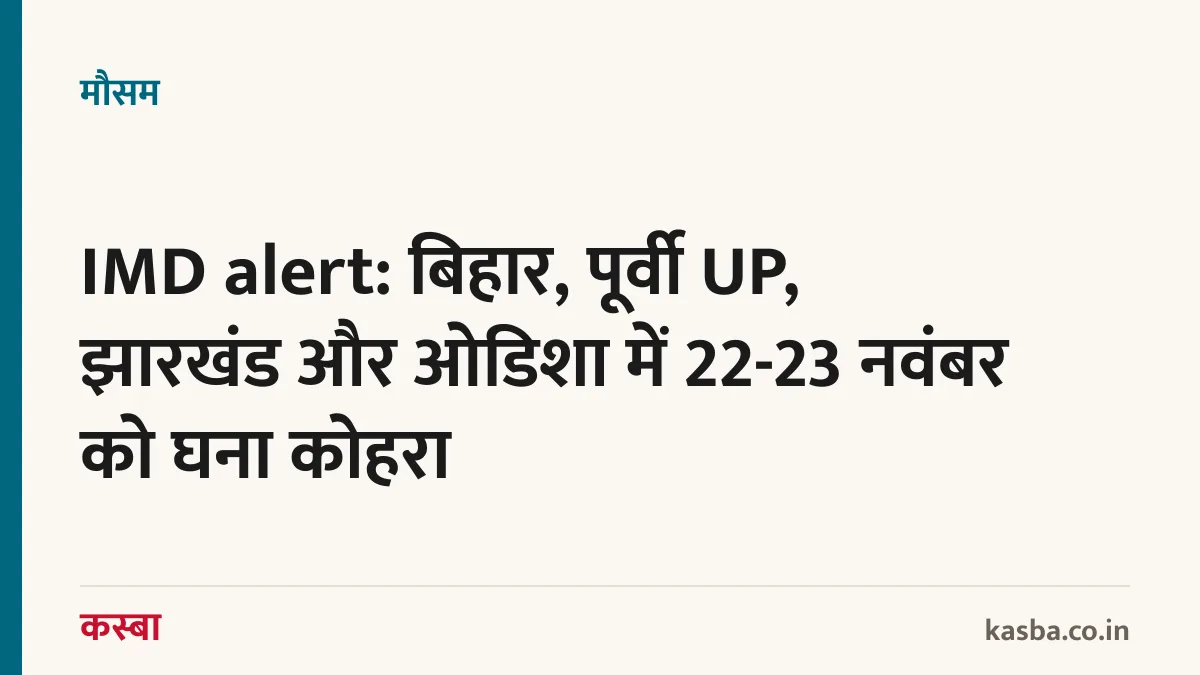 मौसम
IMD alert: बिहार, पूर्वी UP,
झारखंड और ओडिशा में 22-23 नवंबर
को घना कोहरा
कस्बा
kasba.co.in